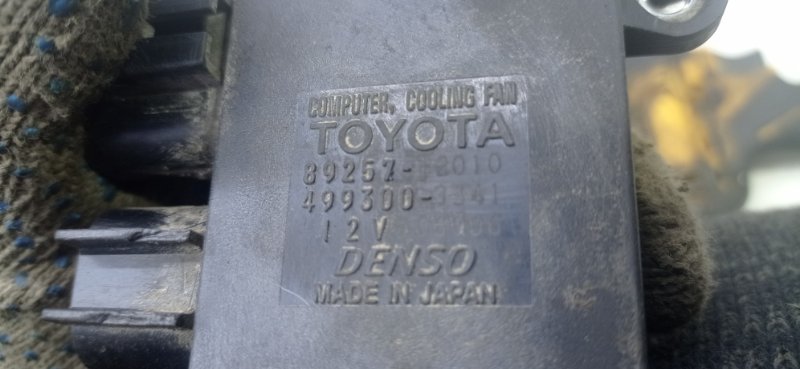 COMPUTER, COOLING FAN
TOYOTA
89257-
499300-
12V
DENSO
MADE IN JAPAN